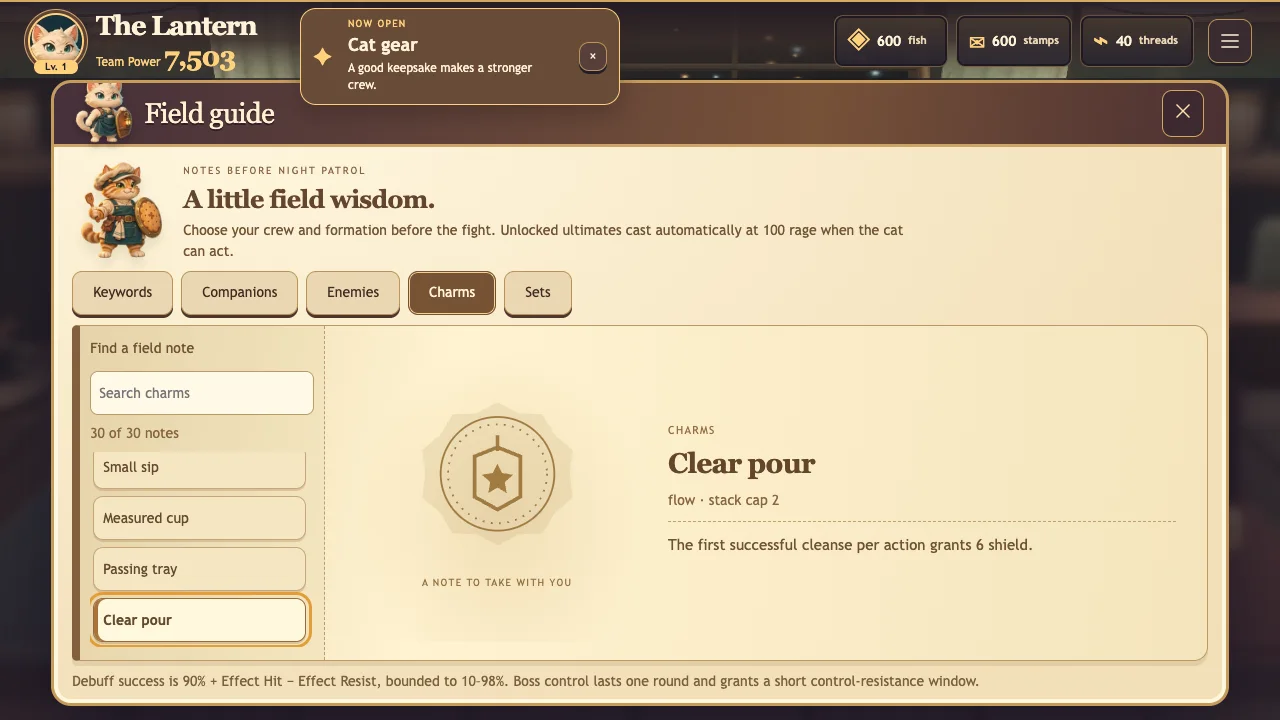 The Lantern
Team Power 7,503
Lv. 1
NOW OPEN
Cat gear
A good keepsake makes a stronger
crew.
×
600 fish
600 stamps
40 threads
Field guide
NOTES BEFORE NIGHT PATROL
A little field wisdom.
Choose your crew and formation before the fight. Unlocked ultimates cast automatically at 100 rage when the cat
can act.
Keywords
Companions
Enemies
Charms
Sets
Find a field note
Search charms
30 of 30 notes
Small sip
Measured cup
Passing tray
Clear pour
A NOTE TO TAKE WITH YOU
CHARMS
Clear pour
flow · stack cap 2
The first successful cleanse per action grants 6 shield.
Debuff success is 90% + Effect Hit − Effect Resist, bounded to 10–98%. Boss control lasts one round and grants a short control-resistance window.